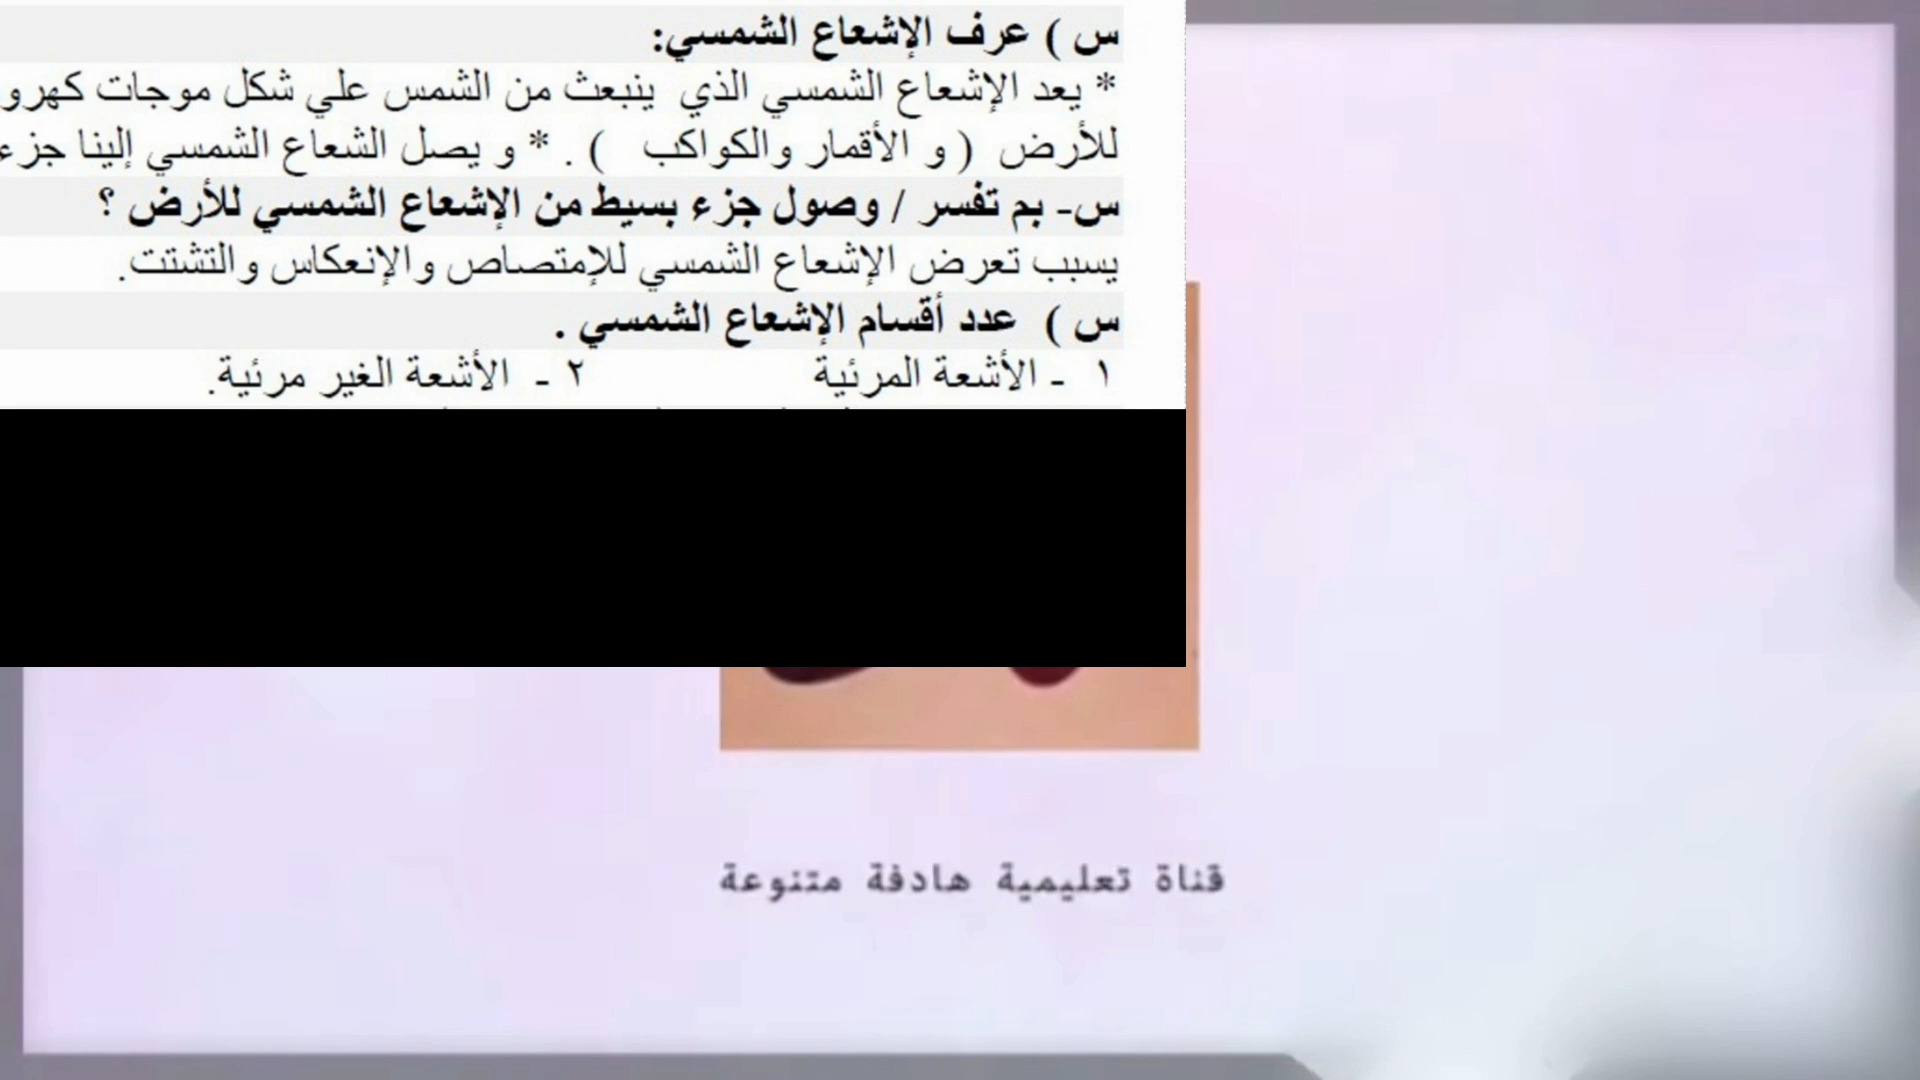 س ) عرف الإشعاع الشمسي:
* يعد الإشعاع الشمسي الذي ينبعث من الشمس علي شكل موجات كهرو
للأرض ( و الأقمار والكواكب ) . * و يصل الشعاع الشمسي إلينا جزء
س- بم تفسر / وصول جزء بسيط من الإشعاع الشمسي للأرض ؟
يسبب تعرض الإشعاع الشمسي للإمتصاص والإنعكاس والتشتت.
س ) عدد أقسام الإشعاع الشمسي .
١ - الأشعة المرئية ٢ - الأشعة الغير مرئية.
قناة تعليمية هادفة متنوعة